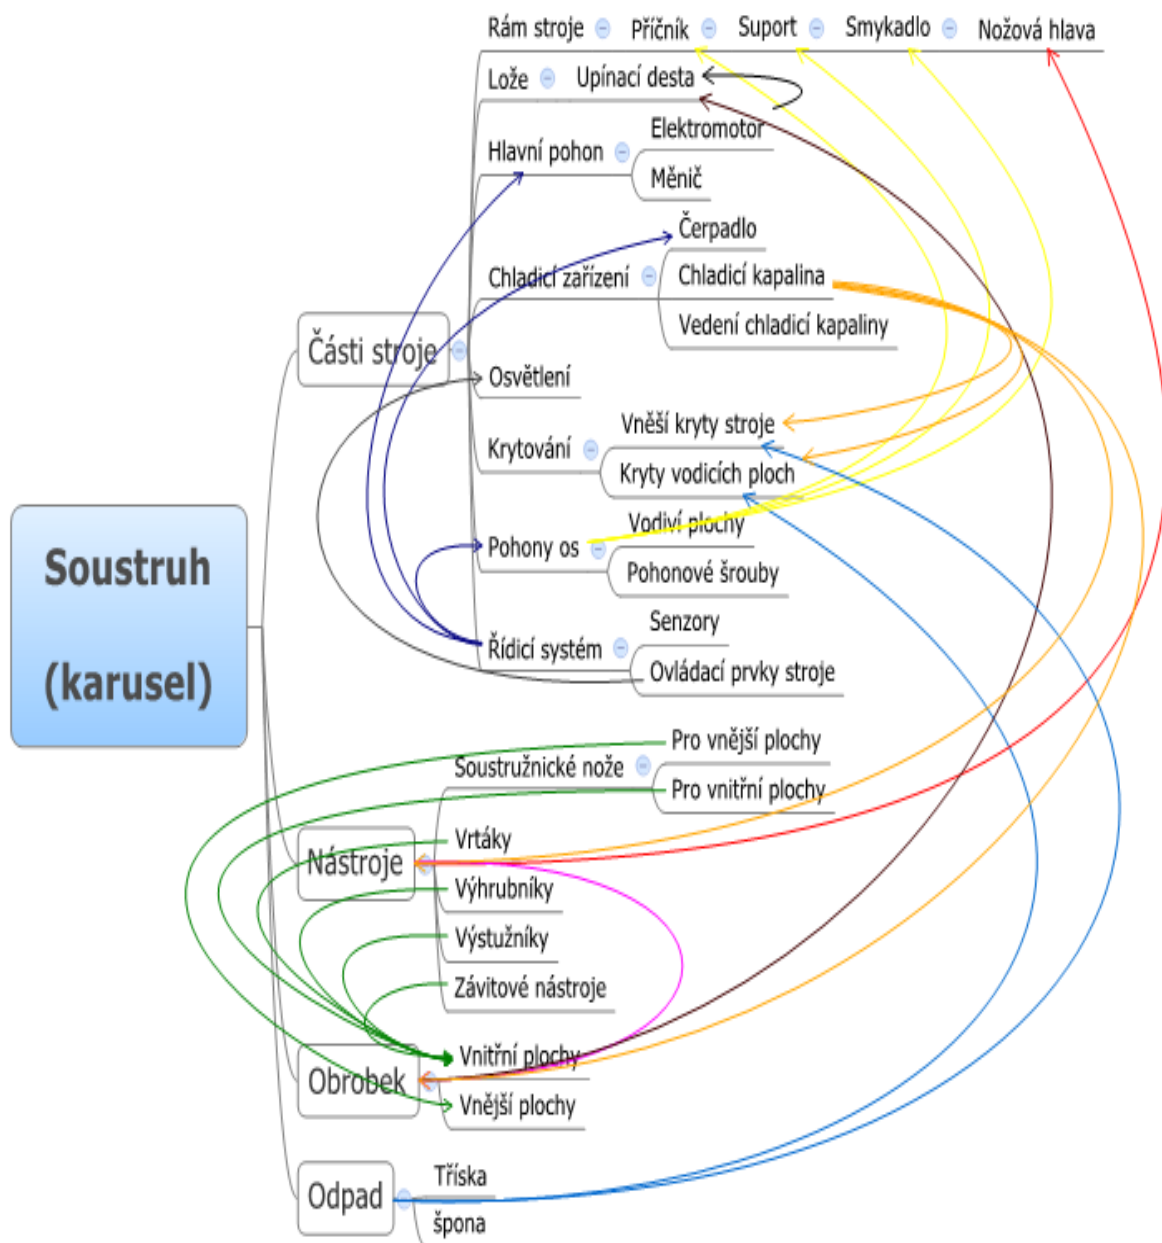 Rám stroje Příčník Suport Smykadlo Nožová hlava
Lože Upínací desta
Elektromotor
Hlavní pohon
Měnič
Čerpadlo
Chladicí zařízení Chladicí kapalina
Vedení chladicí kapaliny
Části stroje
Osvětlení
Vněší kryty stroje
Krytování
Kryty vodicích ploch
Vodiví plochy
Pohony os
Pohonové šrouby
Senzory
Řídicí systém
Ovládací prvky stroje
Soustruh
(karusel)
Pro vnější plochy
Soustružnické nože
Pro vnitřní plochy
Nástroje
Vrtáky
Výhrubníky
Výstužníky
Závitové nástroje
Obrobek
Vnitřní plochy
Vnější plochy
Odpad
Tříska
špona